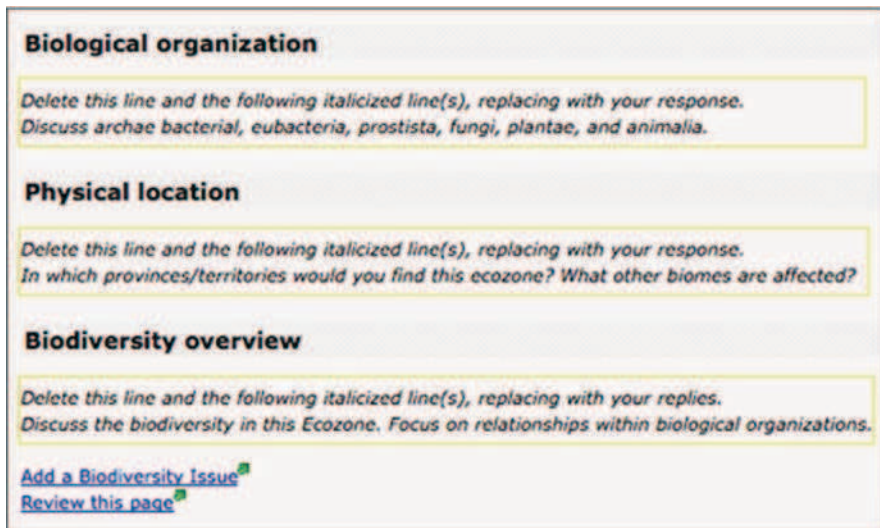 Biological organization
Delete this line and the following italicized line(s), replacing with your response.
Discuss archae bacterial, eubacteria, prostista, fungi, plantae, and animalia.
Physical location
Delete this line and the following italicized line(s), replacing with your response.
In which provinces/territories would you find this ecozone? What other biomes are affected?
Biodiversity overview
Delete this line and the following italicized line(s), replacing with your replies.
Discuss the biodiversity in this Ecozone. Focus on relationships within biological organizations.
Add a Biodiversity Issue
Review this page